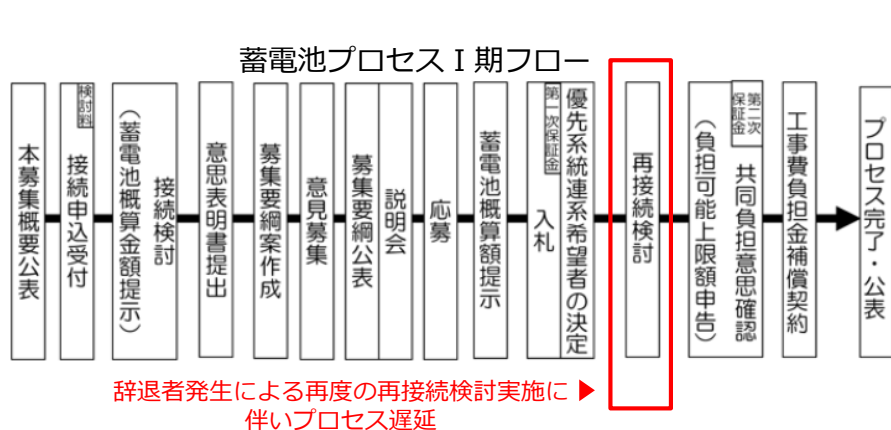 蓄電池プロセスⅠ期フロー
本募集概要公表
検討料
接続申込受付
接続検討
(蓄電池概算金額提示)
意思表明書提出
募集要綱案作成
意見募集
説明会
募集要綱公表
応募
蓄電池概算額提示
優先系統連系希望者の決定
第一次保証金
入札
再接続検討
第二次
保証金
共同負担意思確認
(負担可能上限額申告)
工事費負担金補償契約
プロセス完了・公表
辞退者発生による再度の再接続検討実施に ▶
伴いプロセス遅延